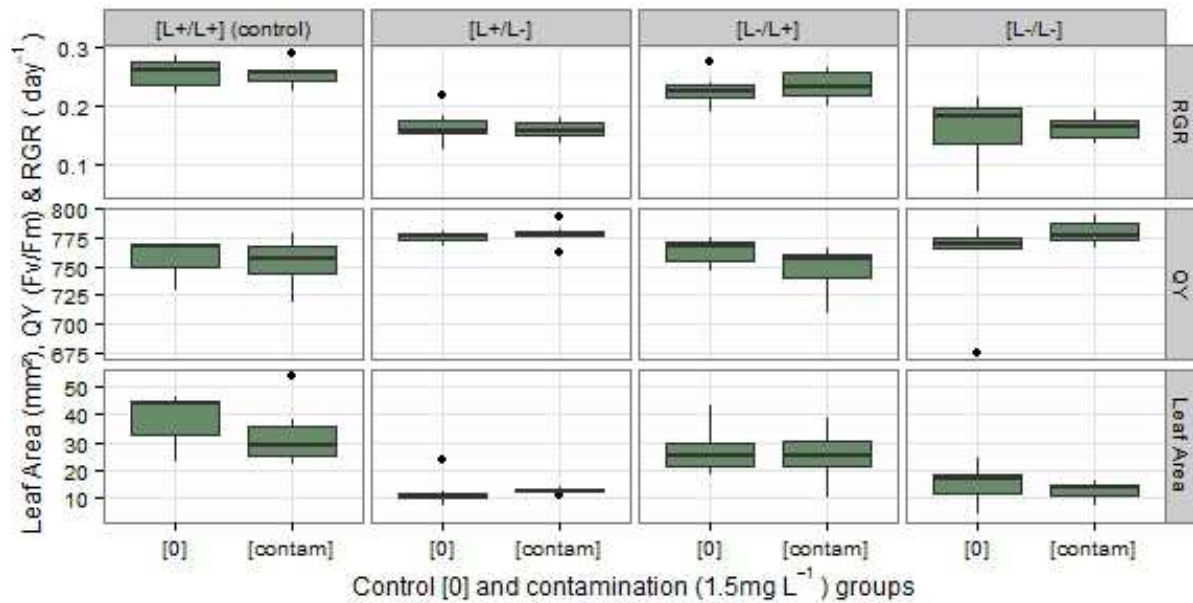 [L+/L+] (control) [L+/L-] [L-/L+] [L-/L-]
Leaf Area (mm²), QY (Fv/Fm) & RGR ( day⁻¹)
0.3
0.2
0.1
RGR
800
775
750
725
700
675
QY
50
40
30
20
10
Leaf Area
[0] [contam] [0] [contam] [0] [contam] [0] [contam]
Control [0] and contamination (1.5mg L⁻¹ ) groups